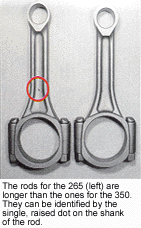 The rods for the 265 (left) are
longer than the ones for the 350.
They can be identified by the
single, raised dot on the shank
of the rod.